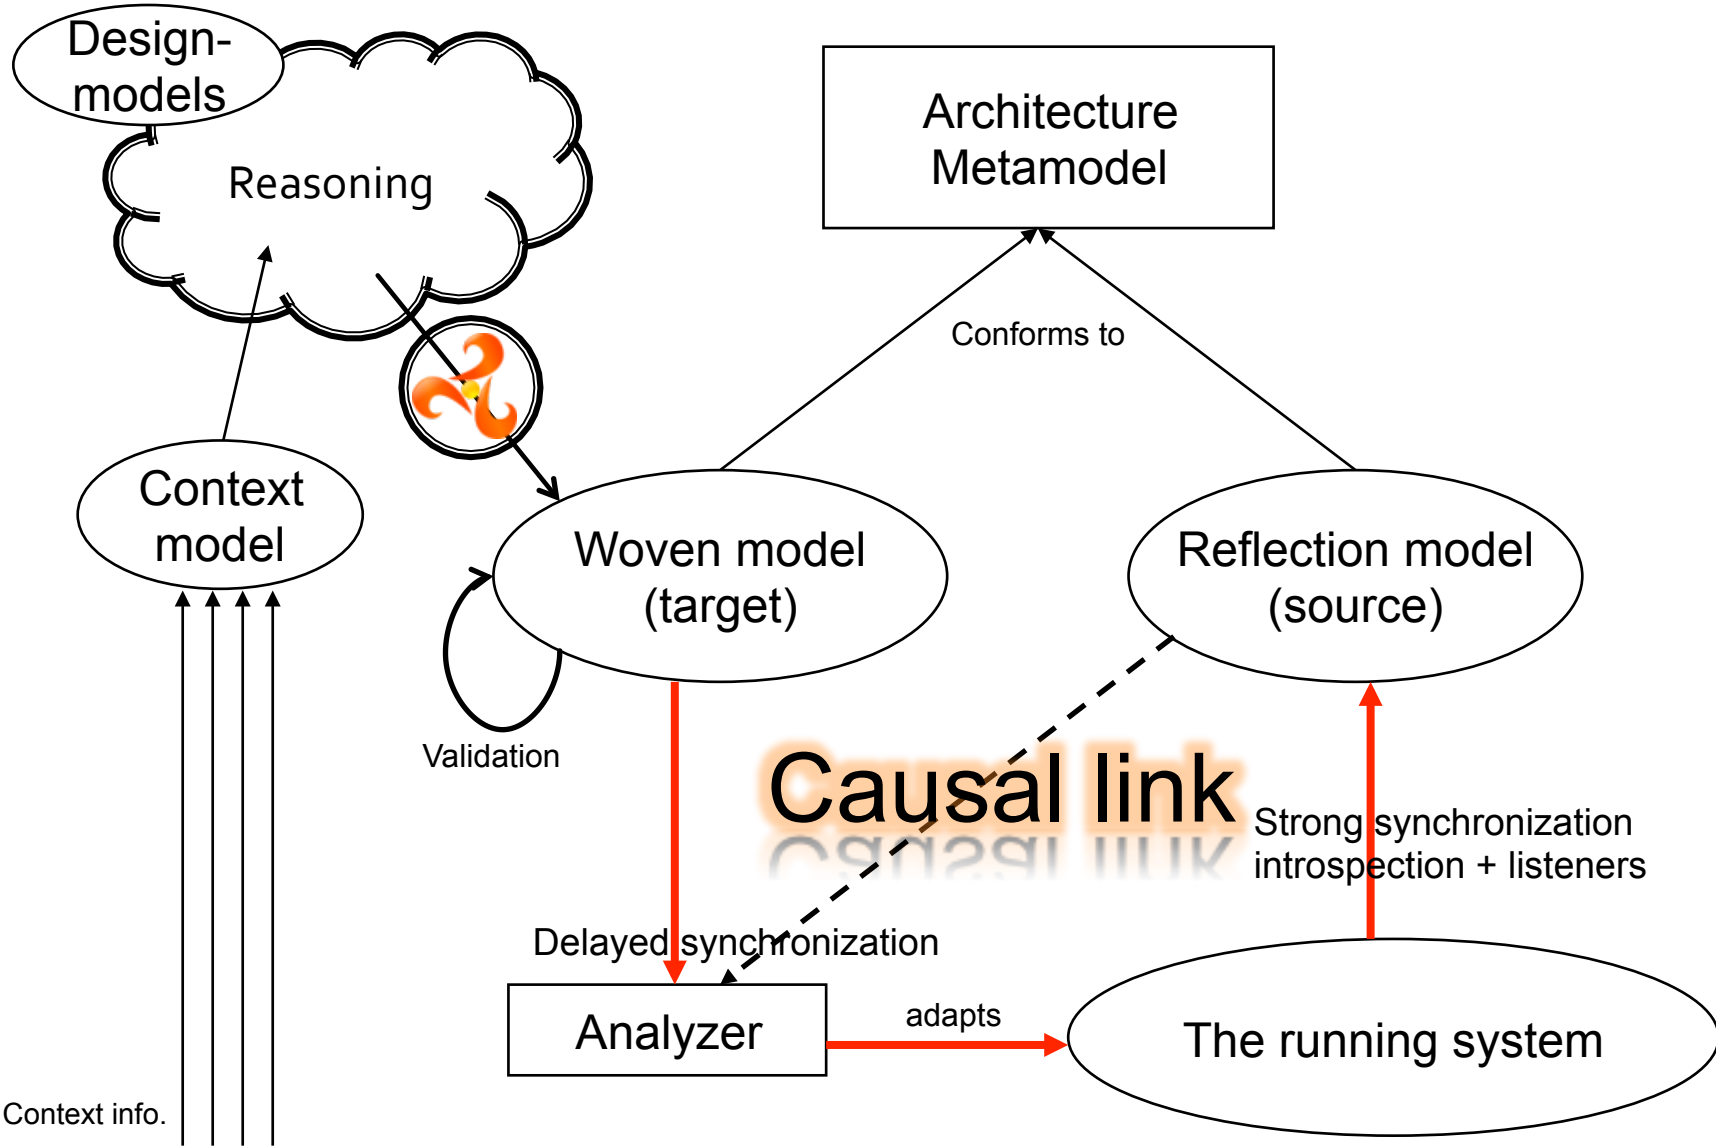 Design-
models
Reasoning
Architecture
Metamodel
Conforms to
Context
model
Woven model
(target)
Reflection model
(source)
Validation
Causal link
Strong synchronization
introspection + listeners
Delayed synchronization
Analyzer
adapts
The running system
Context info.